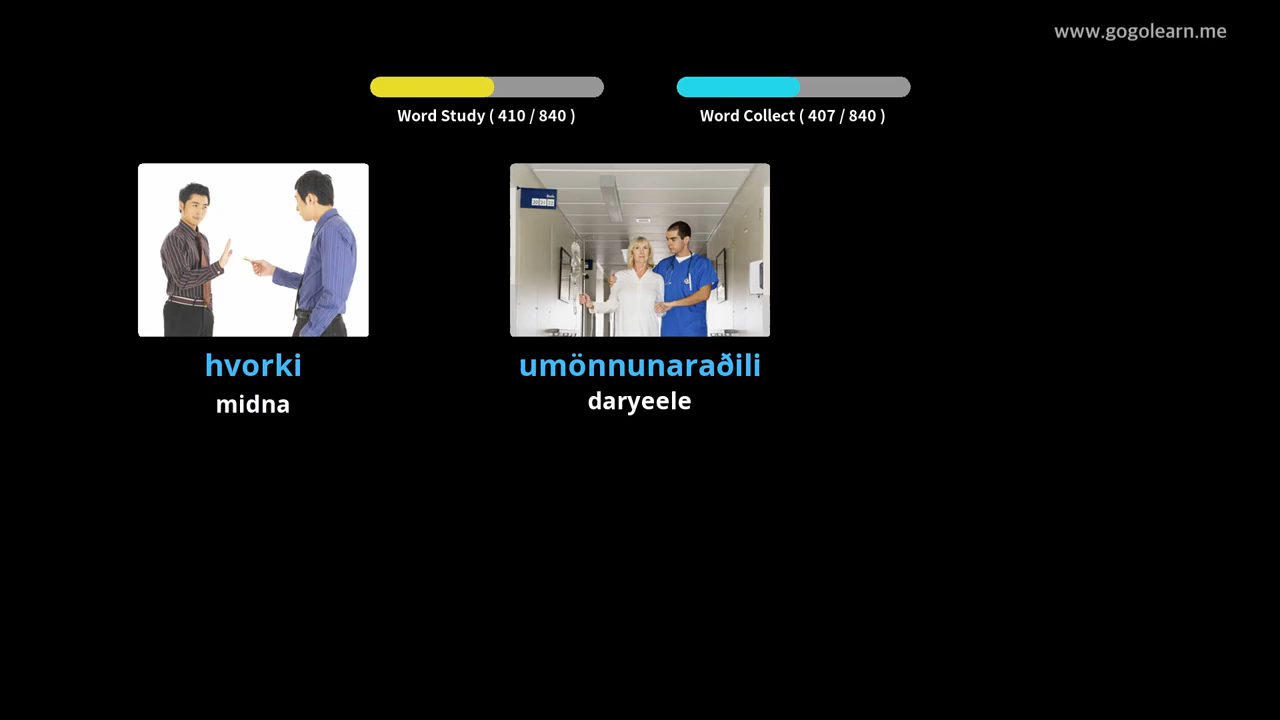 www.gogolearn.me
Word Study ( 410 / 840 )
Word Collect ( 407 / 840 )
hvorki
midna
umönnunaraðili
daryeele